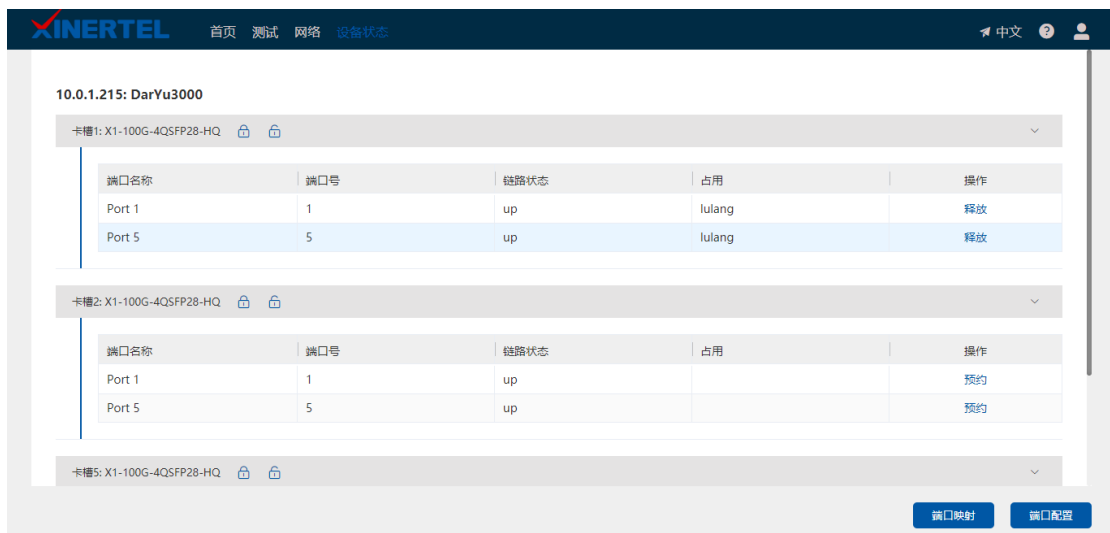 XINERTEL 首页 测试 网络 设备状态 中文
10.0.1.215: DarYu3000
卡槽1: X1-100G-4QSFP28-HQ
端口名称 端口号 链路状态 占用 操作
Port 1 1 up lulang 释放
Port 5 5 up lulang 释放
卡槽2: X1-100G-4QSFP28-HQ
端口名称 端口号 链路状态 占用 操作
Port 1 1 up 预约
Port 5 5 up 预约
卡槽5: X1-100G-4QSFP28-HQ
端口映射 端口配置